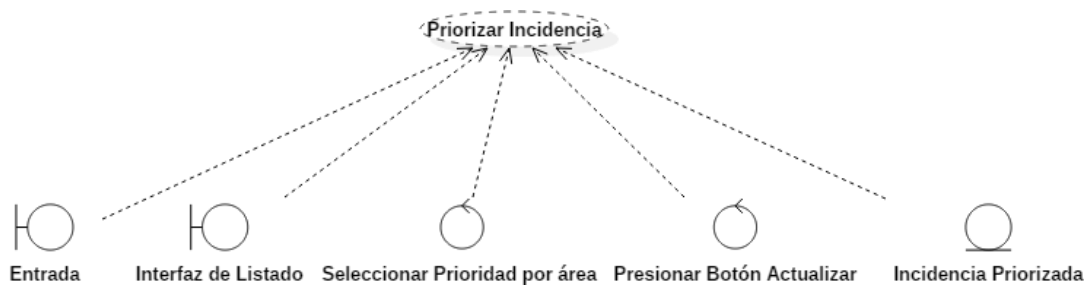 Priorizar Incidencia
Entrada
Interfaz de Listado
Seleccionar Prioridad por área
Presionar Botón Actualizar
Incidencia Priorizada